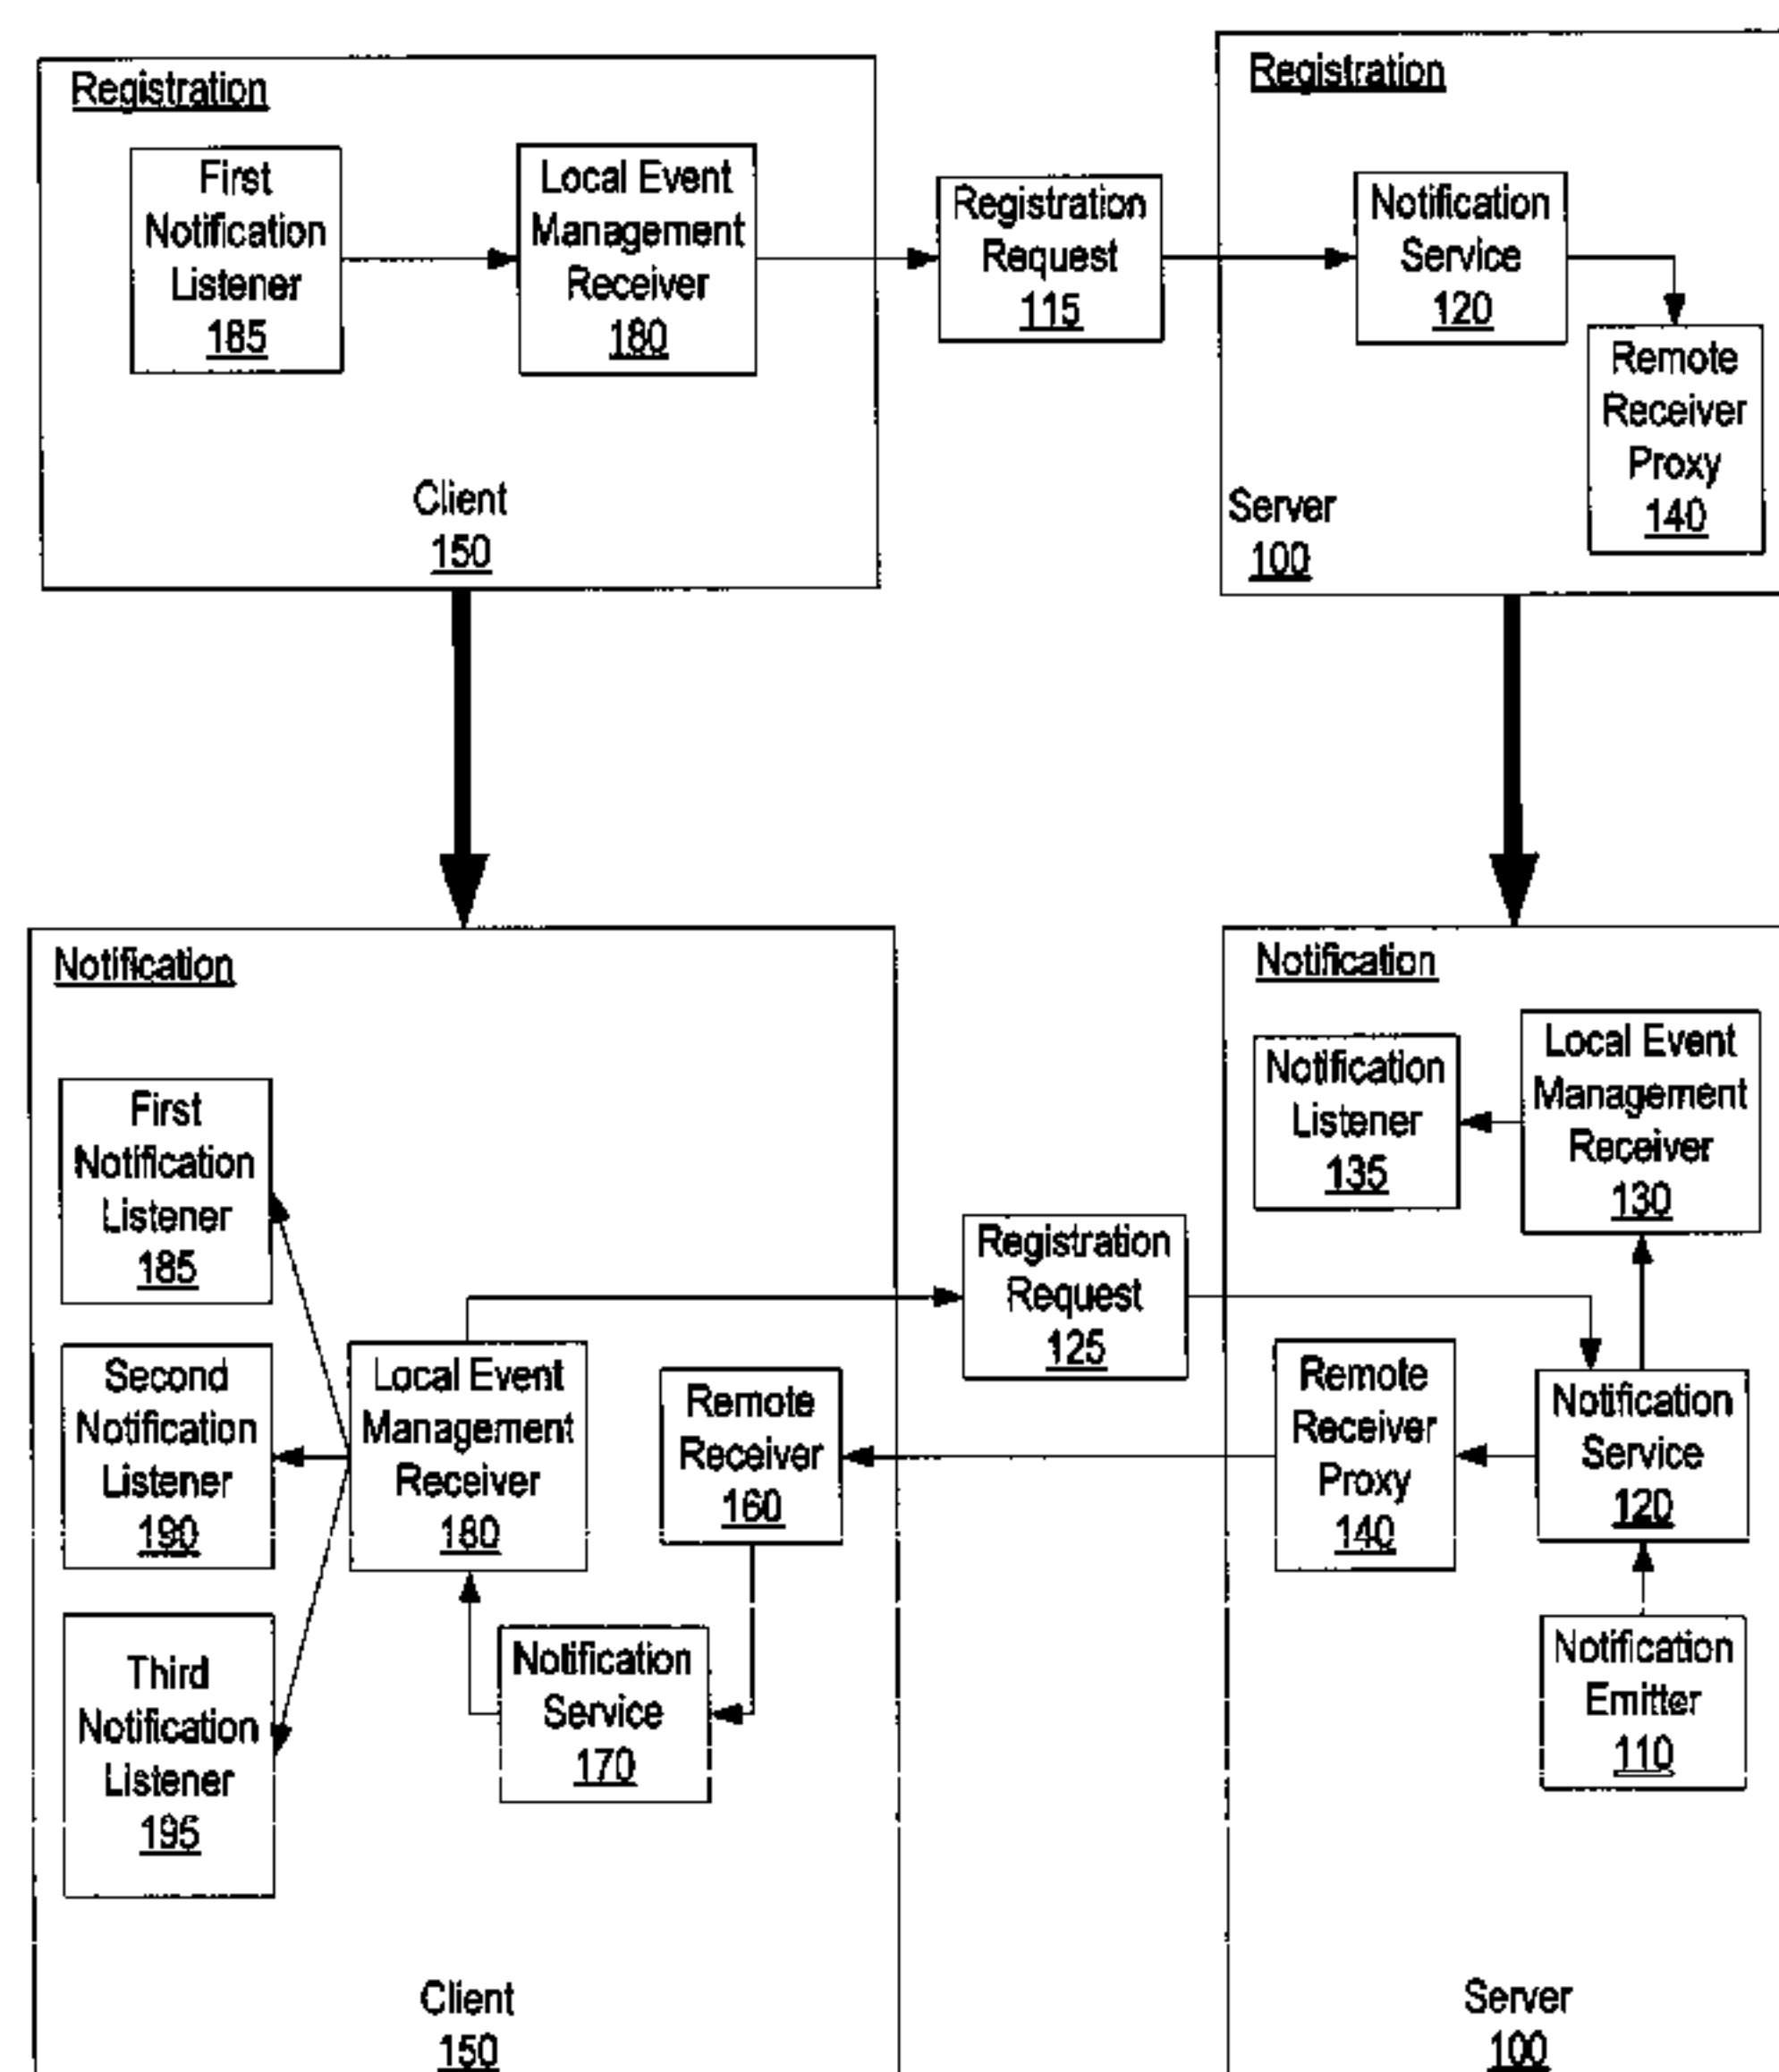 Registration
First
Notification
Listener
185
Local Event
Management
Receiver
180
Client
150
Registration
Request
115
Registration
Notification
Service
120
Remote
Receiver
Proxy
140
Server
100
Notification
First
Notification
Listener
185
Second
Notification
Listener
190
Third
Notification
Listener
195
Local Event
Management
Receiver
180
Remote
Receiver
160
Notification
Service
170
Client
150
Registration
Request
125
Notification
Notification
Listener
135
Local Event
Management
Receiver
130
Remote
Receiver
Proxy
140
Notification
Service
120
Notification
Emitter
110
Server
100